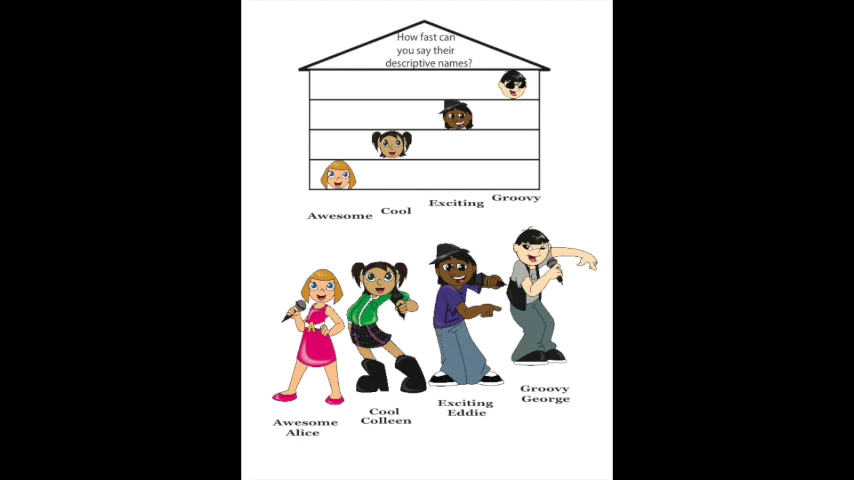 How fast can
you say their
descriptive names?
Awesome Cool Exciting Groovy
Awesome
Alice
Cool
Colleen
Exciting
Eddie
Groovy
George